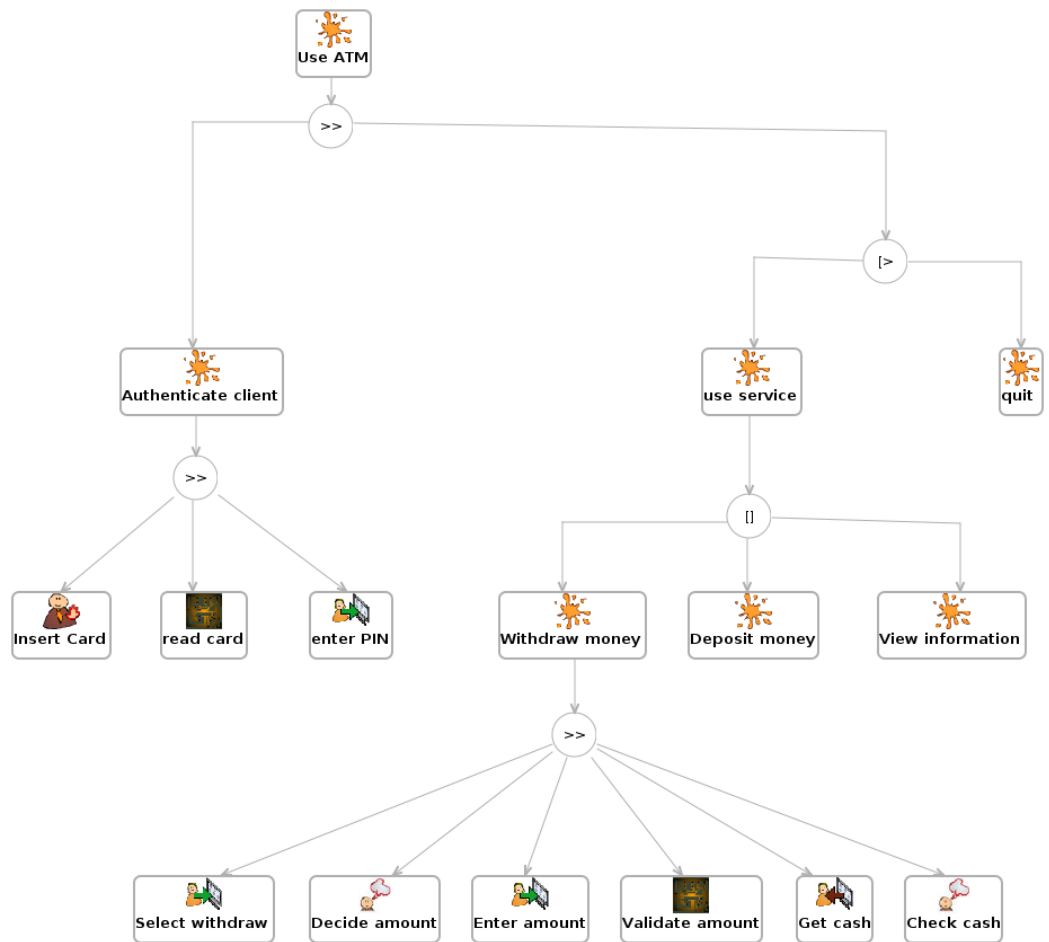 Use ATM
>>
[>
Authenticate client
use service
quit
>>
[]
Insert Card
read card
enter PIN
Withdraw money
Deposit money
View information
>>
Select withdraw
Decide amount
Enter amount
Validate amount
Get cash
Check cash